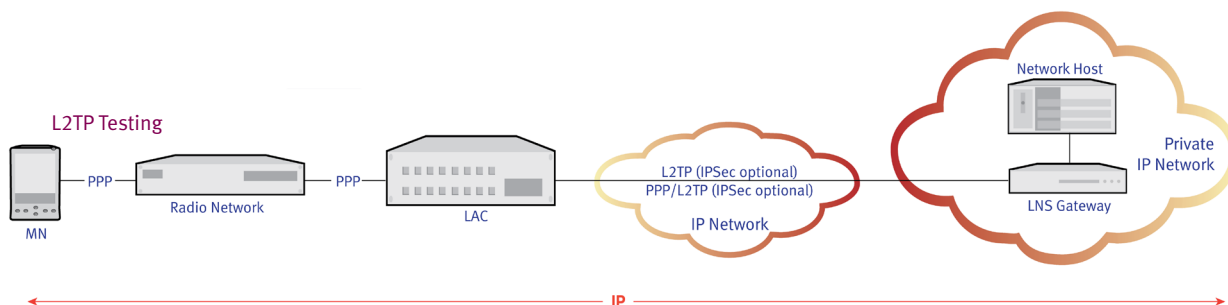 L2TP Testing
MN
PPP
Radio Network
PPP
LAC
L2TP (IPSec optional)
PPP/L2TP (IPSec optional)
IP Network
Network Host
Private
IP Network
LNS Gateway
IP